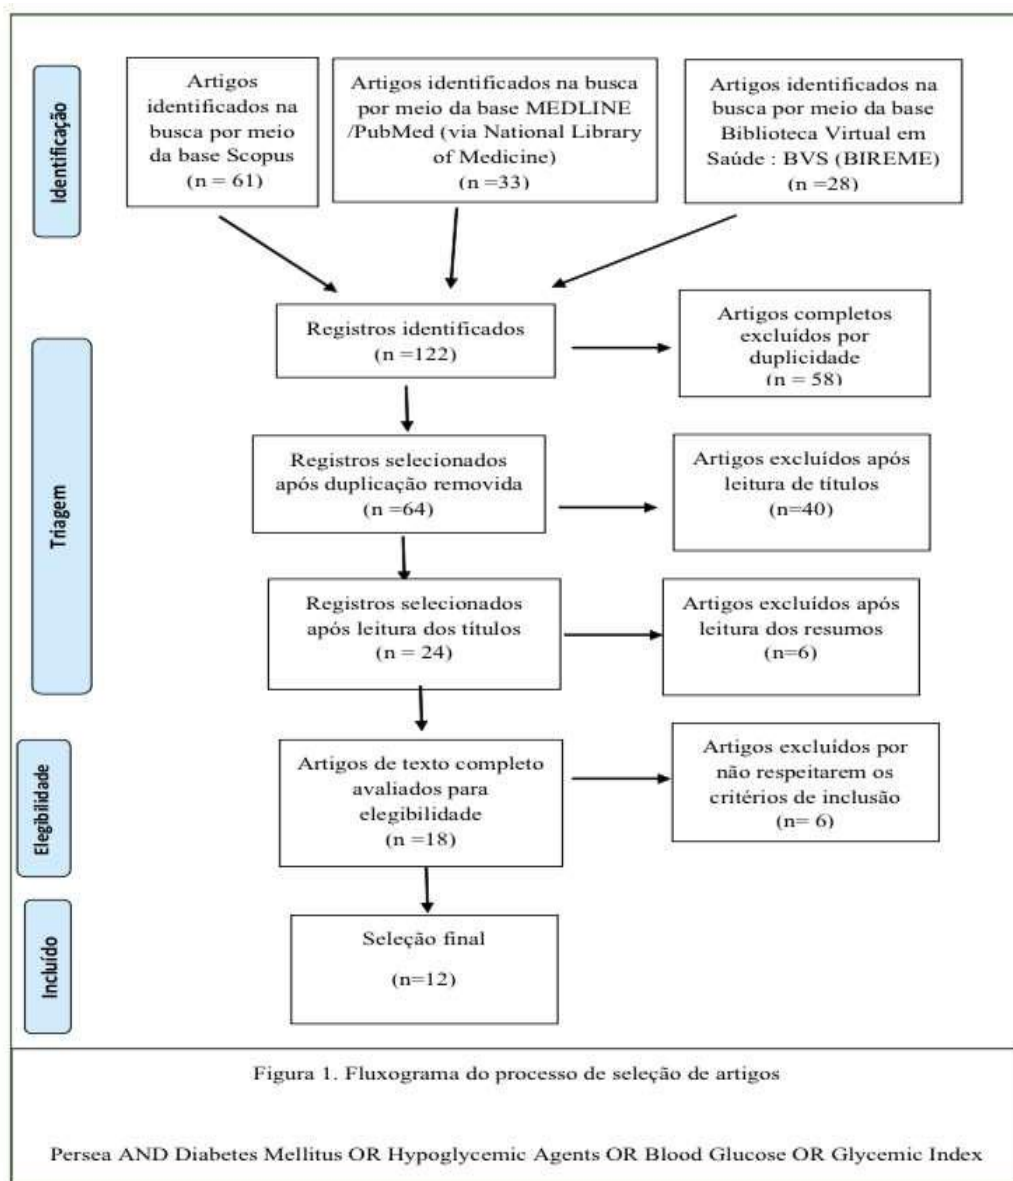 Identificação
Artigos
identificados na
busca por meio
da base Scopus
(n = 61)
Artigos identificados na busca
por meio da base MEDLINE
/PubMed (via National Library
of Medicine)
(n =33)
Artigos identificados na
busca por meio da base
Biblioteca Virtual em
Saúde : BVS (BIREME)
(n =28)
Triagem
Registros identificados
(n =122)
Artigos completos
excluídos por
duplicidade
(n = 58)
Registros selecionados
após duplicação removida
(n =64)
Artigos excluídos após
leitura de títulos
(n=40)
Registros selecionados
após leitura dos títulos
(n = 24)
Artigos excluídos após
leitura dos resumos
(n=6)
Elegibilidade
Artigos de texto completo
avaliados para
elegibilidade
(n =18)
Artigos excluídos por
não respeitarem os
critérios de inclusão
(n= 6)
Incluído
Seleção final
(n=12)
Figura 1. Fluxograma do processo de seleção de artigos
Persea AND Diabetes Mellitus OR Hypoglycemic Agents OR Blood Glucose OR Glycemic Index